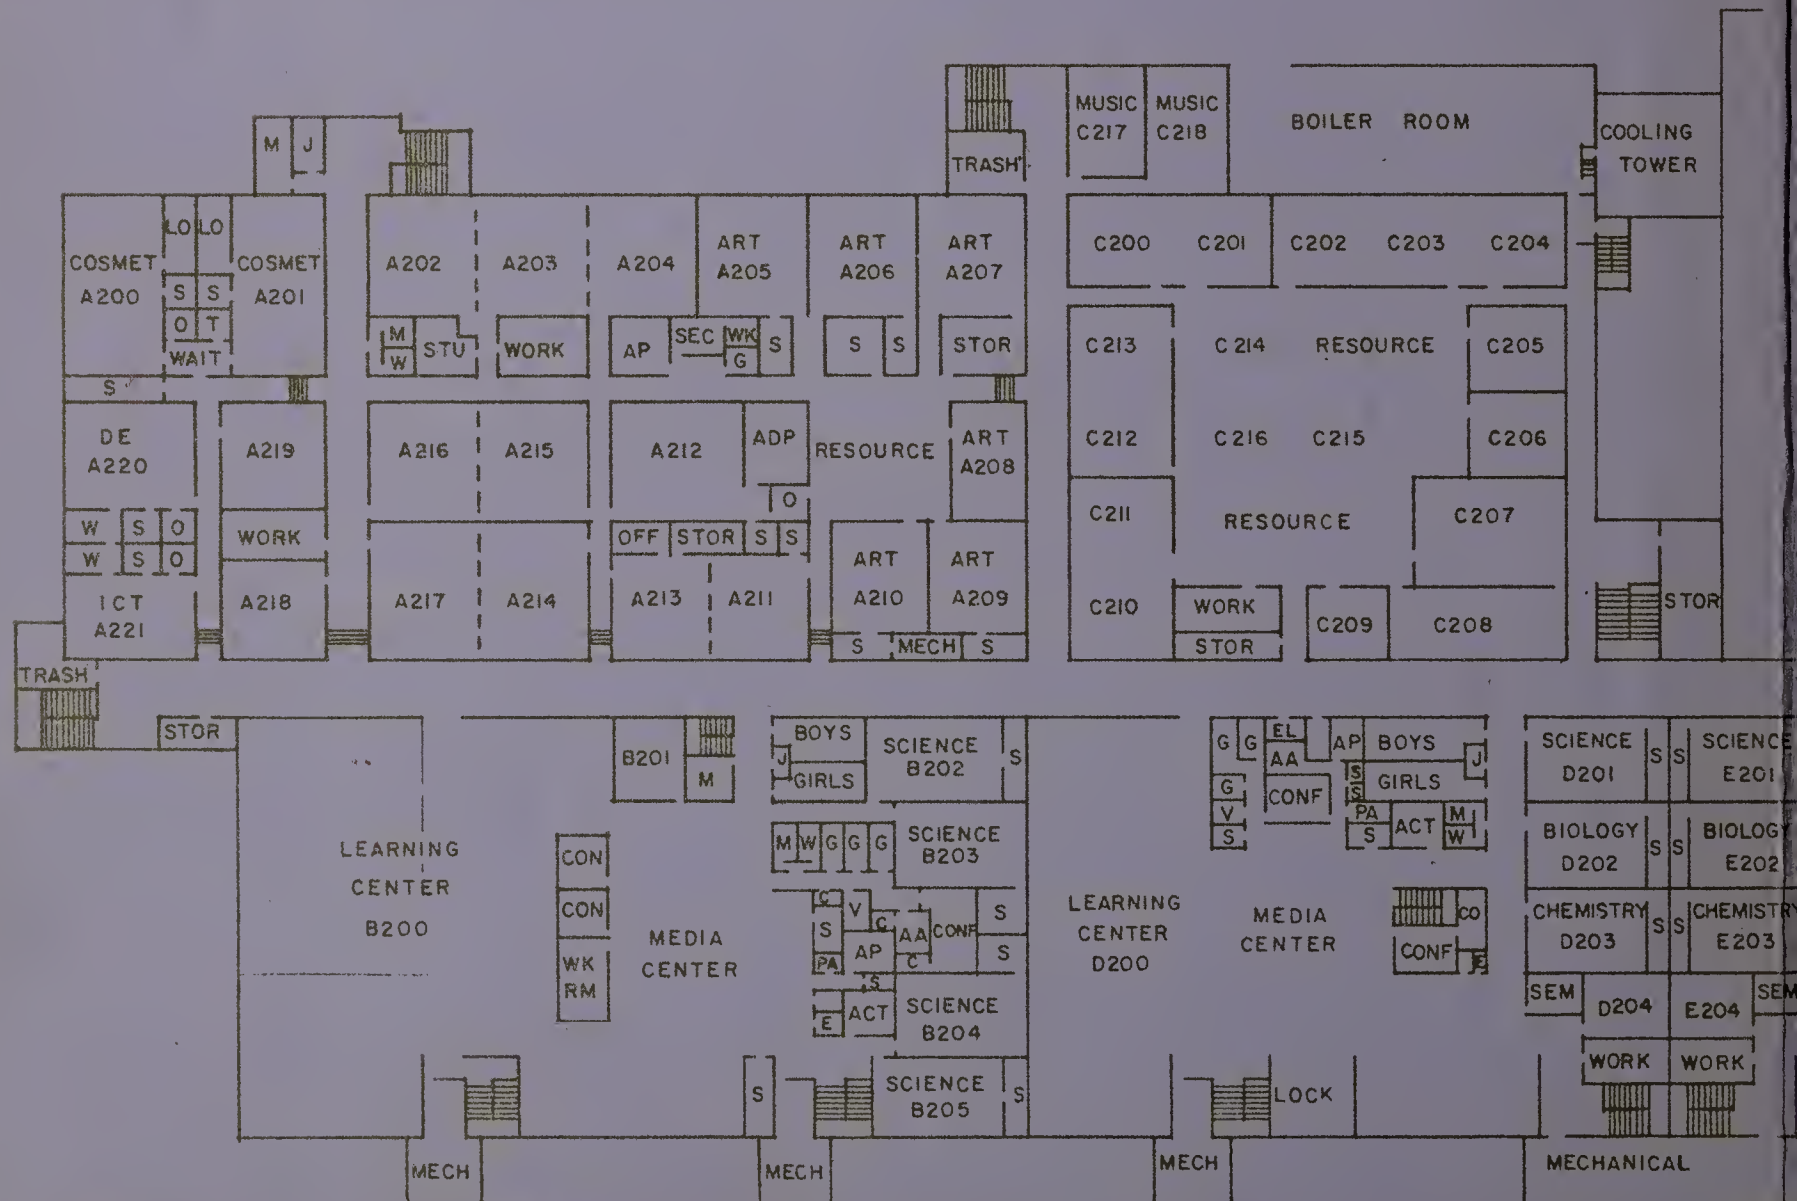 MUSIC
C217
MUSIC
C218
BOILER ROOM
COOLING
TOWER
M
J
TRASH
COSMET
A200
LO
LO
S
S
O
T
WAIT
COSMET
A201
A202
A203
A204
ART
A205
ART
A206
ART
A207
C200
C201
C202
C203
C204
M
W
STU
WORK
AP
SEC
WK
G
S
S
S
STOR
C213
C214
RESOURCE
C205
S
DE
A220
A219
A216
A215
A212
ADP
O
RESOURCE
ART
A208
C212
C216
C215
C206
W
S
O
W
S
O
WORK
OFF
STOR
S
S
C211
RESOURCE
C207
ICT
A221
A218
A217
A214
A213
A211
ART
A210
ART
A209
S
MECH
S
C210
WORK
STOR
C209
C208
STOR
TRASH
STOR
B201
M
BOYS
J
GIRLS
SCIENCE
B202
S
G
G
EL
AA
CONF
G
V
S
AP
BOYS
J
S
S
GIRLS
PA
S
ACT
M
W
SCIENCE
D201
S
S
SCIENCE
E201
LEARNING
CENTER
B200
CON
CON
WK
RM
MEDIA
CENTER
M
W
G
G
G
SCIENCE
B203
C
V
S
C
AA
CONF
S
S
PA
AP
C
S
E
ACT
SCIENCE
B204
LEARNING
CENTER
D200
MEDIA
CENTER
CO
CONF
E
BIOLOGY
D202
S
S
BIOLOGY
E202
CHEMISTRY
D203
S
S
CHEMISTRY
E203
SEM
D204
E204
SEM
WORK
WORK
S
SCIENCE
B205
S
LOCK
MECH
MECH
MECH
MECHANICAL